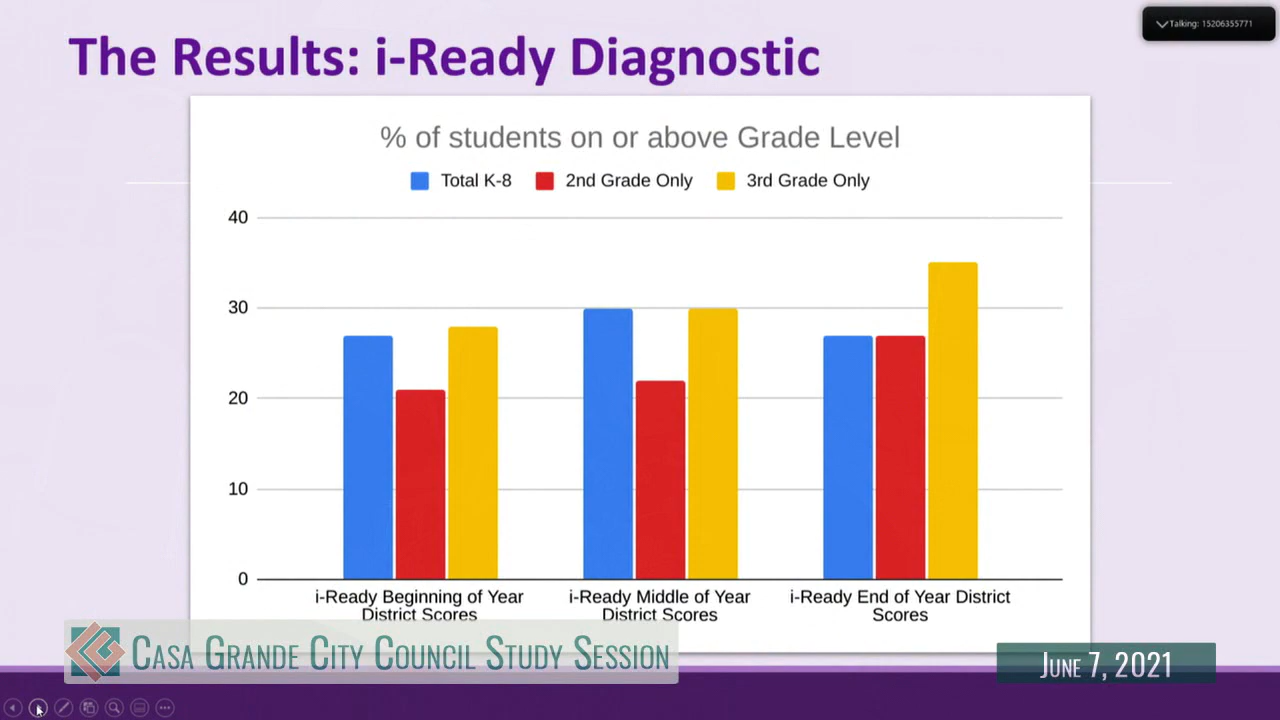 Talking: 15206355771
The Results: i-Ready Diagnostic
% of students on or above Grade Level
Total K-8 2nd Grade Only 3rd Grade Only
40
30
20
10
0
i-Ready Beginning of Year
District Scores
i-Ready Middle of Year
District Scores
i-Ready End of Year District
Scores
Casa Grande City Council Study Session
June 7, 2021